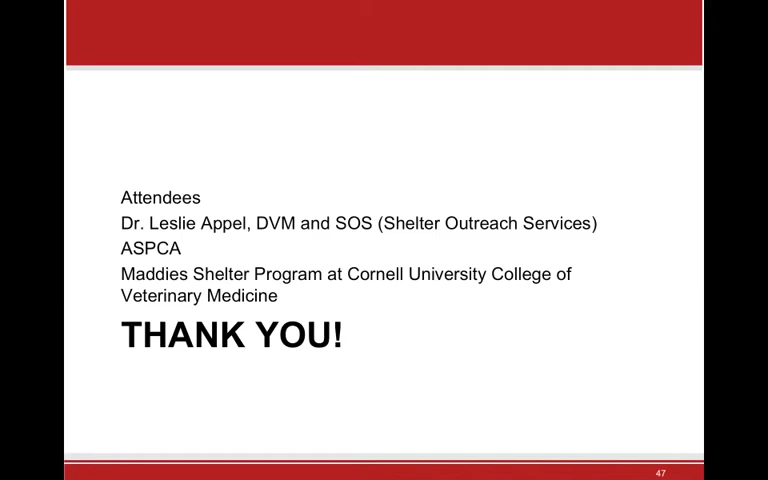 Attendees
Dr. Leslie Appel, DVM and SOS (Shelter Outreach Services)
ASPCA
Maddies Shelter Program at Cornell University College of
Veterinary Medicine
THANK YOU!
47